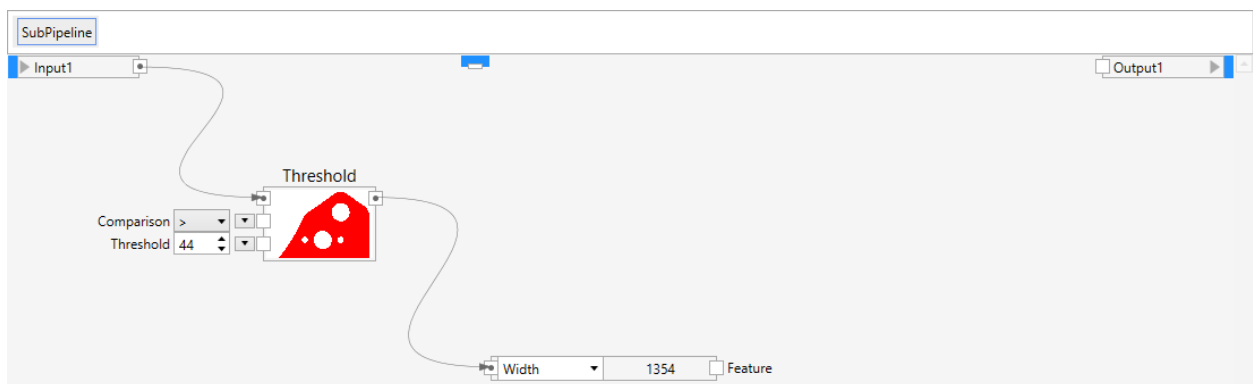 SubPipeline
Input1
Output1
Threshold
Comparison >
Threshold 44
Width 1354 Feature